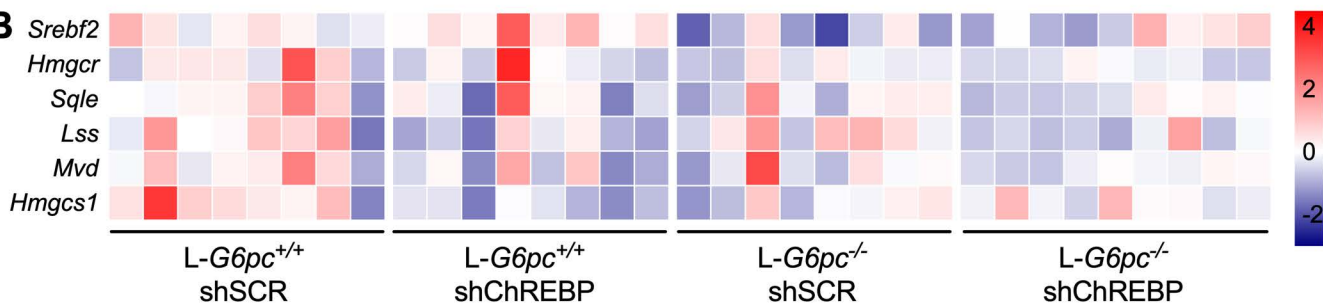 B
Srebf2
Hmgcr
Sqle
Lss
Mvd
Hmgcs1
4
2
0
-2
L-G6pc+/+ L-G6pc+/+ L-G6pc-/- L-G6pc-/-
shSCR shChREBP shSCR shChREBP